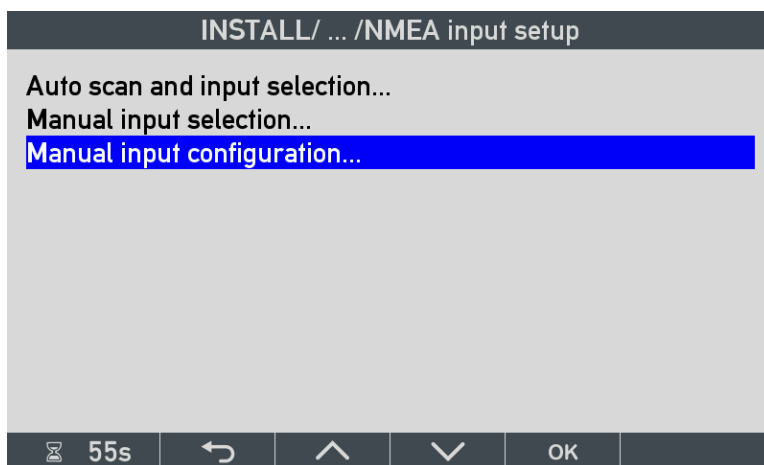 INSTALL/ ... /NMEA input setup
Auto scan and input selection...
Manual input selection...
Manual input configuration...
55s OK